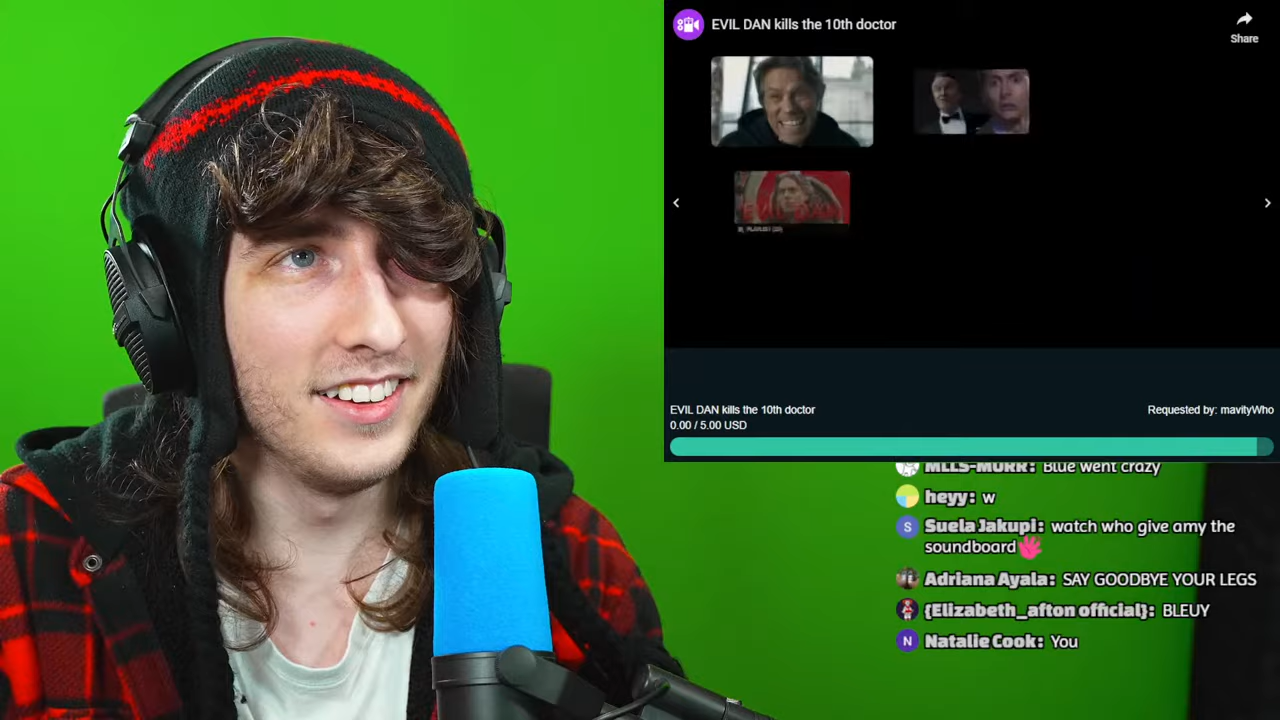 EVIL DAN kills the 10th doctor
Share
EVIL DAN kills the 10th doctor
Requested by: mavityWho
0.00 / 5.00 USD
MLLS-MURR: Blue went crazy
heyy: w
S Suela Jakupi: watch who give amy the
soundboard
Adriana Ayala: SAY GOODBYE YOUR LEGS
{Elizabeth_afton official}: BLEUY
N Natalie Cook: You